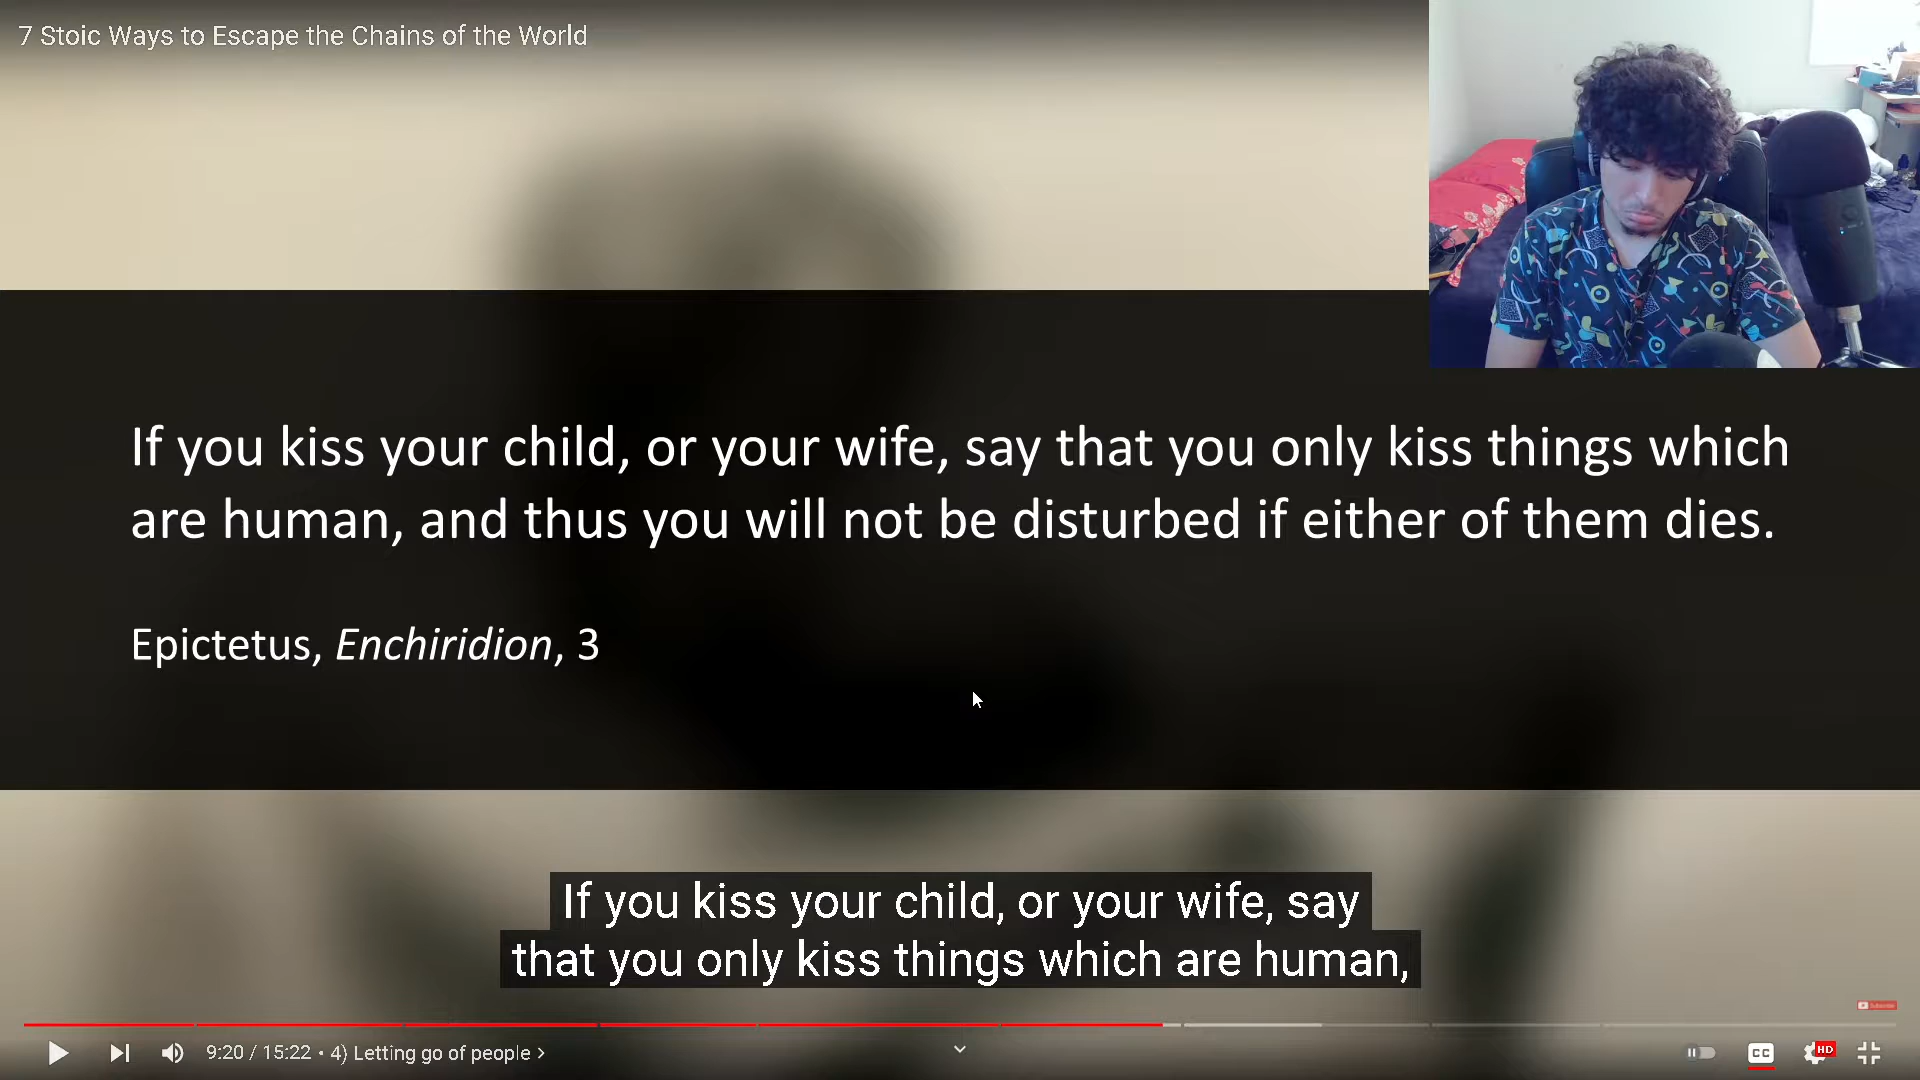 7 Stoic Ways to Escape the Chains of the World
If you kiss your child, or your wife, say that you only kiss things which
are human, and thus you will not be disturbed if either of them dies.
Epictetus, Enchiridion, 3
If you kiss your child, or your wife, say
that you only kiss things which are human,
9:20 / 15:22 • 4) Letting go of people >
CC
HD